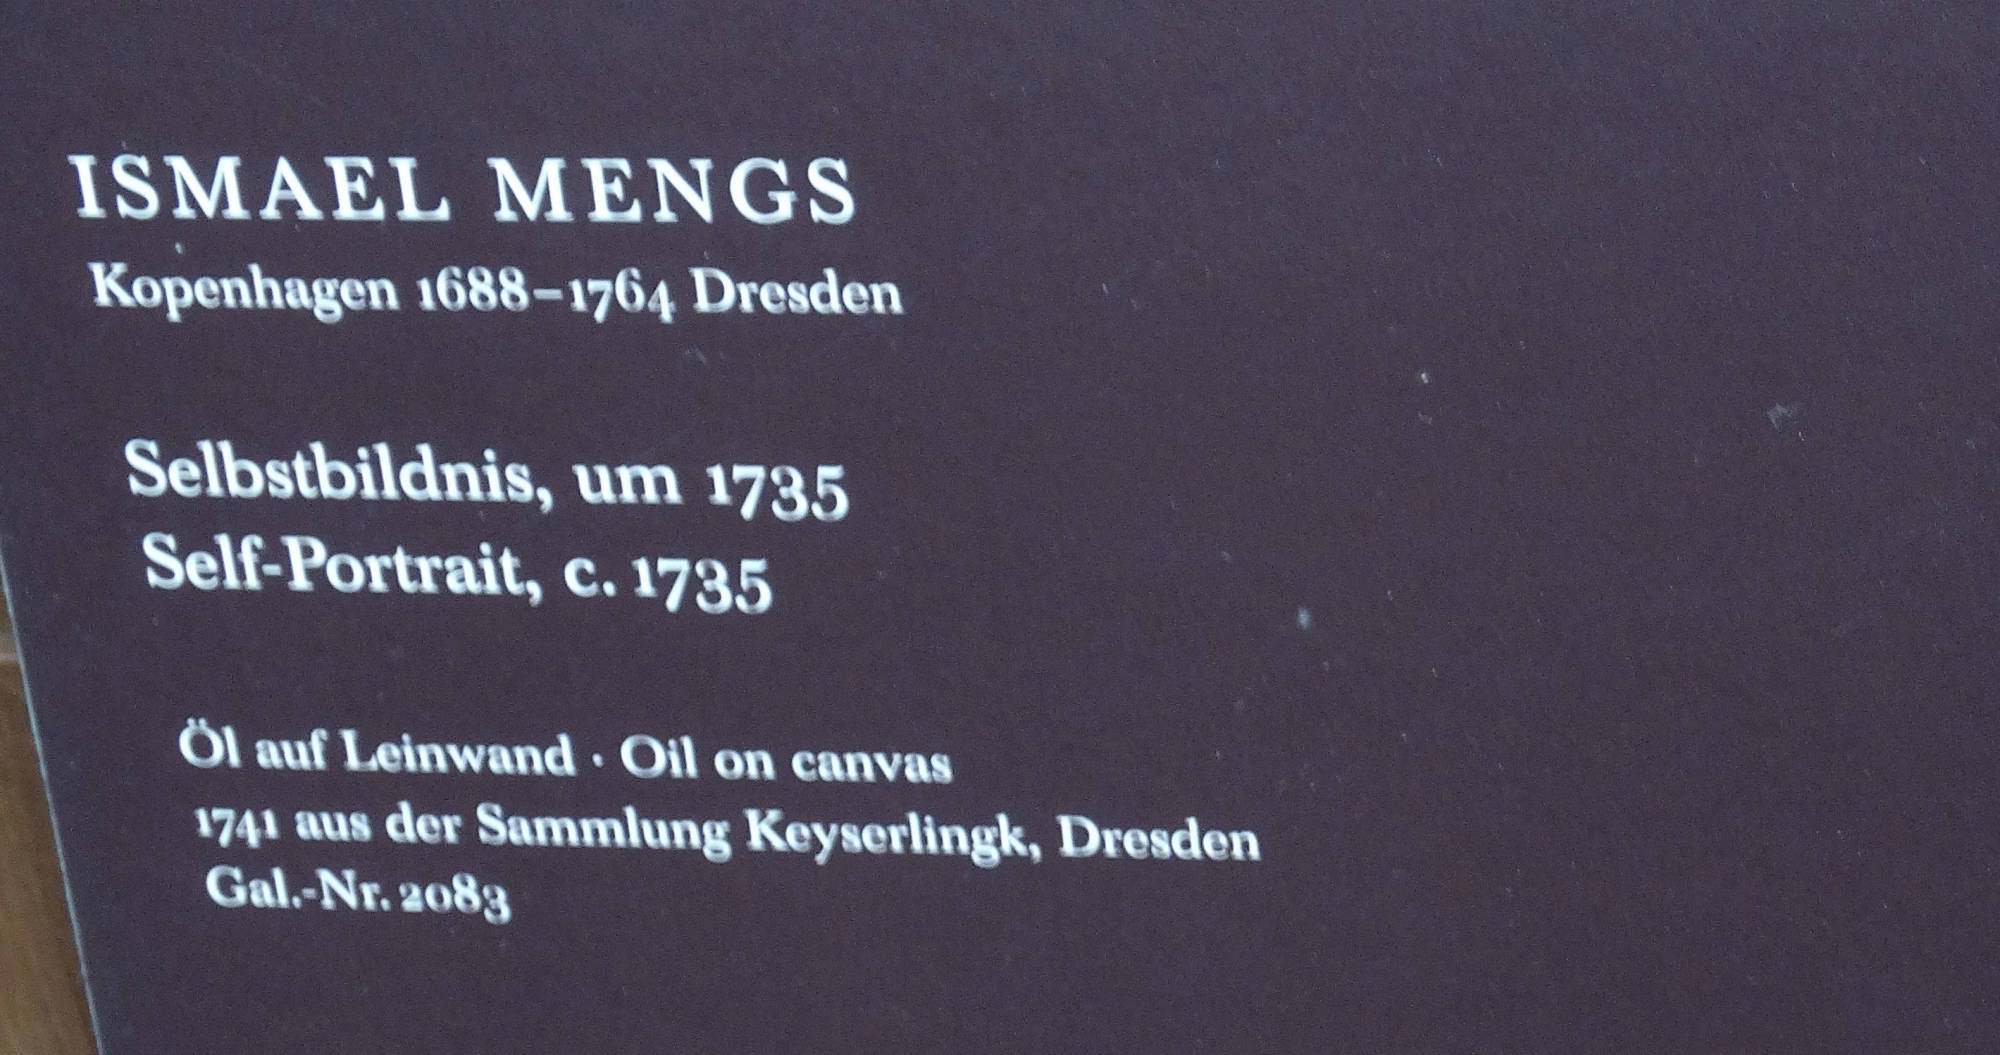 ISMAEL MENGS
Kopenhagen 1688–1764 Dresden
Selbstbildnis, um 1735
Self-Portrait, c. 1735
Öl auf Leinwand · Oil on canvas
1741 aus der Sammlung Keyserlingk, Dresden
Gal.-Nr. 2083